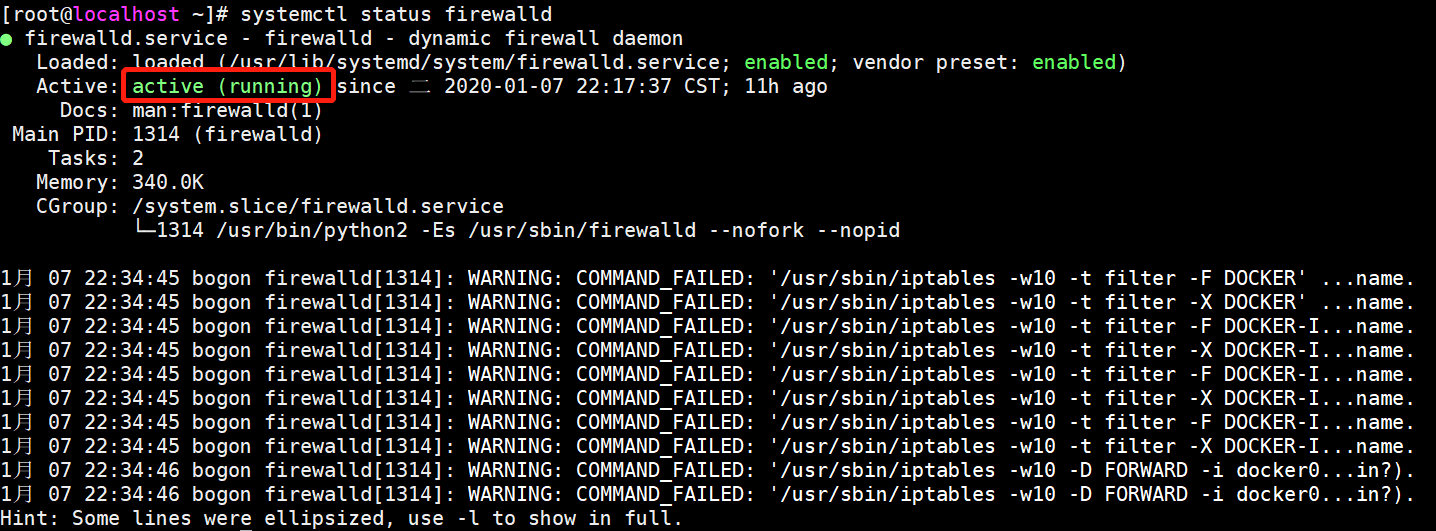 [root@localhost ~]# systemctl status firewalld
● firewalld.service - firewalld - dynamic firewall daemon
   Loaded: loaded (/usr/lib/systemd/system/firewalld.service; enabled; vendor preset: enabled)
   Active: active (running) since 二 2020-01-07 22:17:37 CST; 11h ago
     Docs: man:firewalld(1)
 Main PID: 1314 (firewalld)
    Tasks: 2
   Memory: 340.0K
   CGroup: /system.slice/firewalld.service
           └─1314 /usr/bin/python2 -Es /usr/sbin/firewalld --nofork --nopid

1月 07 22:34:45 bogon firewalld[1314]: WARNING: COMMAND_FAILED: '/usr/sbin/iptables -w10 -t filter -F DOCKER' ...name.
1月 07 22:34:45 bogon firewalld[1314]: WARNING: COMMAND_FAILED: '/usr/sbin/iptables -w10 -t filter -X DOCKER' ...name.
1月 07 22:34:45 bogon firewalld[1314]: WARNING: COMMAND_FAILED: '/usr/sbin/iptables -w10 -t filter -F DOCKER-I...name.
1月 07 22:34:45 bogon firewalld[1314]: WARNING: COMMAND_FAILED: '/usr/sbin/iptables -w10 -t filter -X DOCKER-I...name.
1月 07 22:34:45 bogon firewalld[1314]: WARNING: COMMAND_FAILED: '/usr/sbin/iptables -w10 -t filter -F DOCKER-I...name.
1月 07 22:34:45 bogon firewalld[1314]: WARNING: COMMAND_FAILED: '/usr/sbin/iptables -w10 -t filter -X DOCKER-I...name.
1月 07 22:34:45 bogon firewalld[1314]: WARNING: COMMAND_FAILED: '/usr/sbin/iptables -w10 -t filter -F DOCKER-I...name.
1月 07 22:34:45 bogon firewalld[1314]: WARNING: COMMAND_FAILED: '/usr/sbin/iptables -w10 -t filter -X DOCKER-I...name.
1月 07 22:34:46 bogon firewalld[1314]: WARNING: COMMAND_FAILED: '/usr/sbin/iptables -w10 -D FORWARD -i docker0...in?).
1月 07 22:34:46 bogon firewalld[1314]: WARNING: COMMAND_FAILED: '/usr/sbin/iptables -w10 -D FORWARD -i docker0...in?).
Hint: Some lines were ellipsized, use -l to show in full.